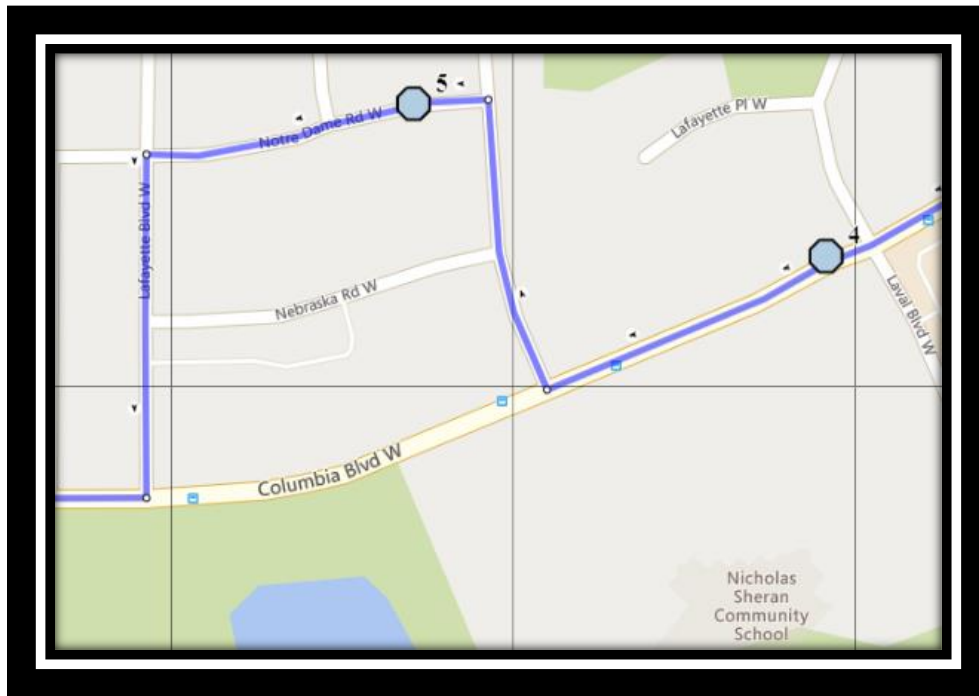 5
Notre Dame Rd W
Lafayette Pl W
Lafayette Blvd W
4
Nebraska Rd W
Laval Blvd W
Columbia Blvd W
Nicholas
Sheran
Community
School